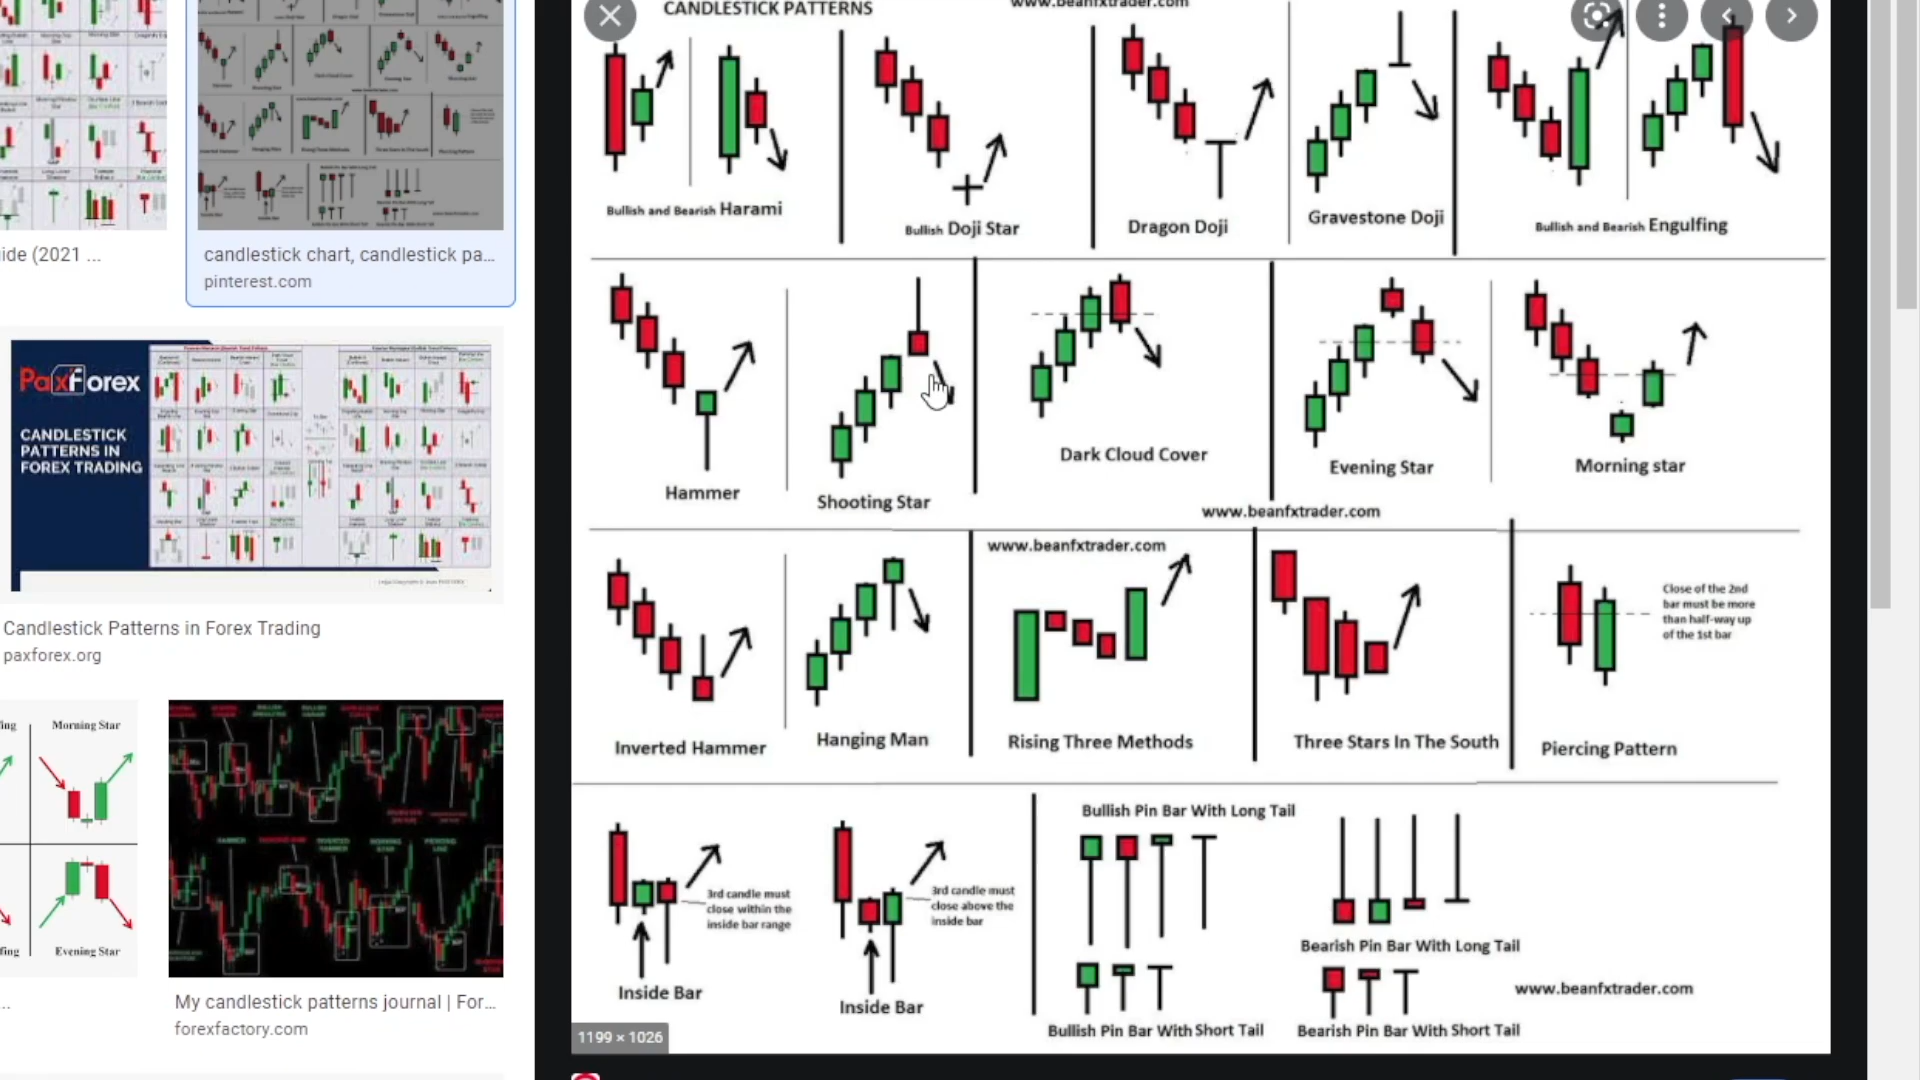 CANDLESTICK PATTERNS
www.beanfxtrader.com
Bullish and Bearish Harami
Bullish Doji Star
Dragon Doji
Gravestone Doji
Bullish and Bearish Engulfing
Hammer
Shooting Star
Dark Cloud Cover
Evening Star
Morning star
www.beanfxtrader.com
www.beanfxtrader.com
Close of the 2nd
bar must be more
than half-way up
of the 1st bar
Inverted Hammer
Hanging Man
Rising Three Methods
Three Stars In The South
Piercing Pattern
3rd candle must
close within the
inside bar range
Inside Bar
3rd candle must
close above the
inside bar
Inside Bar
Bullish Pin Bar With Long Tail
Bearish Pin Bar With Long Tail
www.beanfxtrader.com
Bullish Pin Bar With Short Tail
Bearish Pin Bar With Short Tail
1199 × 1026
ide (2021 ...
candlestick chart, candlestick pa...
pinterest.com
PaxForex
CANDLESTICK
PATTERNS IN
FOREX TRADING
Candlestick Patterns in Forex Trading
paxforex.org
Morning Star
Evening Star
...
My candlestick patterns journal | For...
forexfactory.com